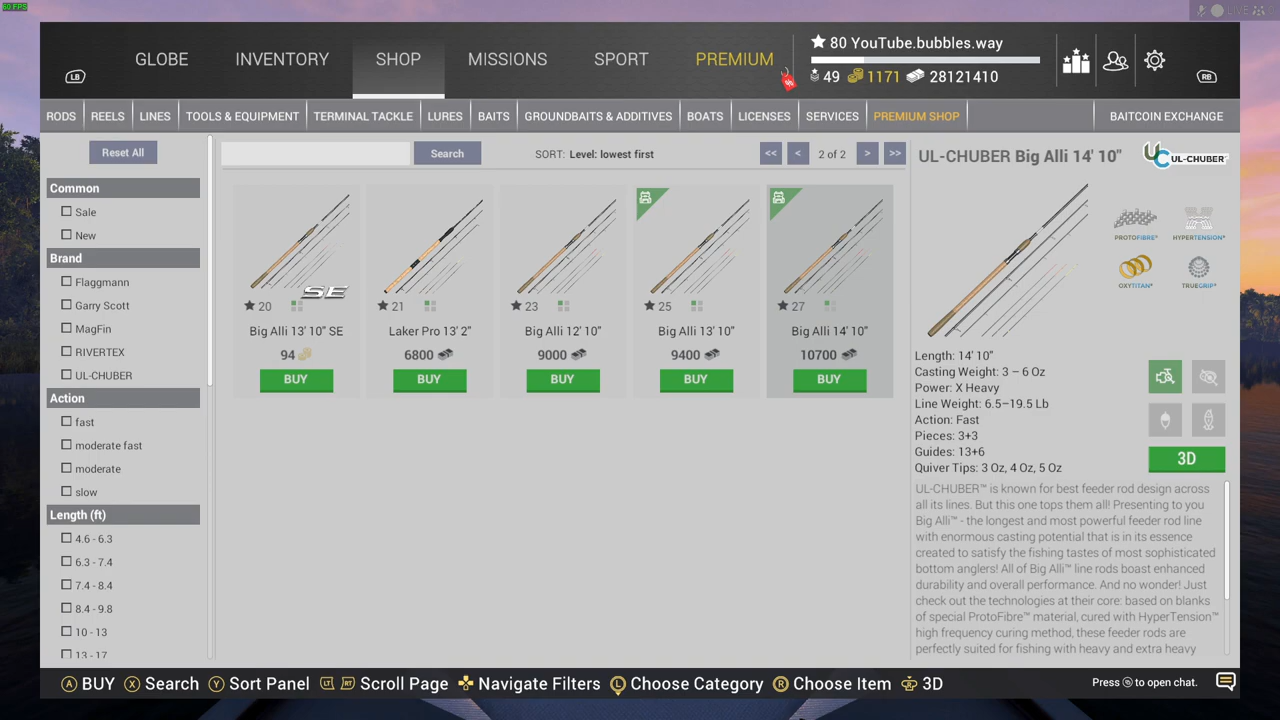 60 FPS
LIVE
LB
GLOBE
INVENTORY
SHOP
MISSIONS
SPORT
PREMIUM
%
80 YouTube.bubbles.way
49 1171 28121410
RB
RODS
REELS
LINES
TOOLS & EQUIPMENT
TERMINAL TACKLE
LURES
BAITS
GROUNDBAITS & ADDITIVES
BOATS
LICENSES
SERVICES
PREMIUM SHOP
BAITCOIN EXCHANGE
Reset All
Common
Sale
New
Brand
Flaggmann
Garry Scott
MagFin
RIVERTEX
UL-CHUBER
Action
fast
moderate fast
moderate
slow
Length (ft)
4.6 - 6.3
6.3 - 7.4
7.4 - 8.4
8.4 - 9.8
10 - 13
13 - 17
Search
SORT: Level: lowest first
<< < 2 of 2 > >>
SE
20
Big Alli 13' 10" SE
94
BUY
21
Laker Pro 13' 2"
6800
BUY
23
Big Alli 12' 10"
9000
BUY
25
Big Alli 13' 10"
9400
BUY
27
Big Alli 14' 10"
10700
BUY
UL-CHUBER Big Alli 14' 10"
UL-CHUBER
PROTOFIBRE®
HYPERTENSION®
OXYTITAN®
TRUEGRIP®
Length: 14' 10"
Casting Weight: 3 – 6 Oz
Power: X Heavy
Line Weight: 6.5–19.5 Lb
Action: Fast
Pieces: 3+3
Guides: 13+6
Quiver Tips: 3 Oz, 4 Oz, 5 Oz
3D
UL-CHUBER™ is known for best feeder rod design across
all its lines. But this one tops them all! Presenting to you
Big Alli™ - the longest and most powerful feeder rod line
with enormous casting potential that is in its essence
created to satisfy the fishing tastes of most sophisticated
bottom anglers! All of Big Alli™ line rods boast enhanced
durability and overall performance. And no wonder! Just
check out the technologies at their core: based on blanks
of special ProtoFibre™ material, cured with HyperTension™
high frequency curing method, these feeder rods are
perfectly suited for fishing with heavy and extra heavy
A BUY
X Search
Y Sort Panel
LT RT Scroll Page
Navigate Filters
L Choose Category
R Choose Item
3D
Press to open chat.